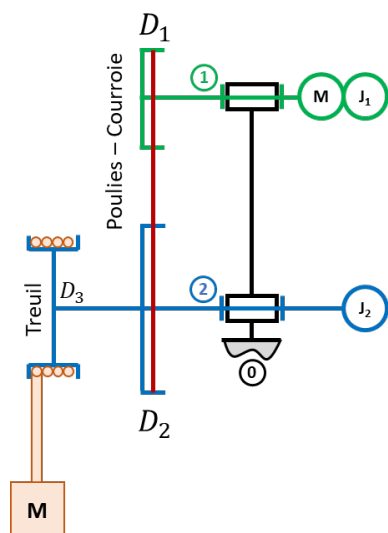 D₁
Poulies – Courroie
1
M
J₁
Treuil
D₃
2
J₂
D₂
0
M